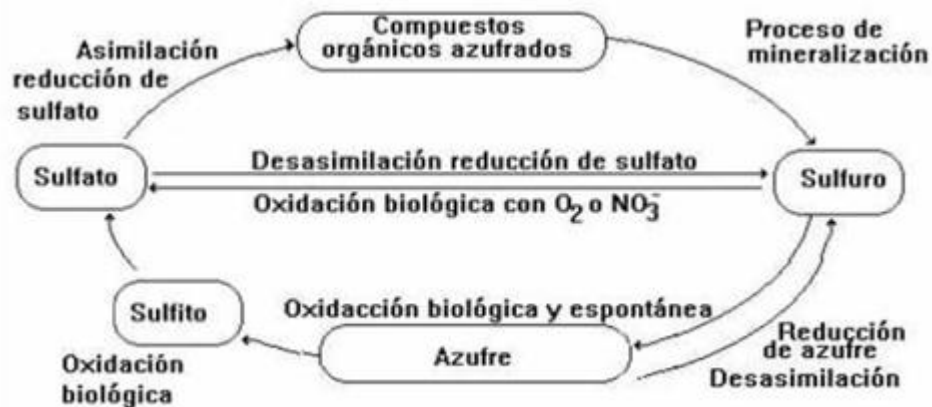 Compuestos
orgánicos azufrados
Asimilación
reducción de
sulfato
Proceso de
mineralización
Sulfato
Desasimilación reducción de sulfato
Oxidación biológica con O₂ o NO₃⁻
Sulfuro
Sulfito
Oxidacción biológica y espontánea
Azufre
Oxidación
biológica
Reducción
de azufre
Desasimilación